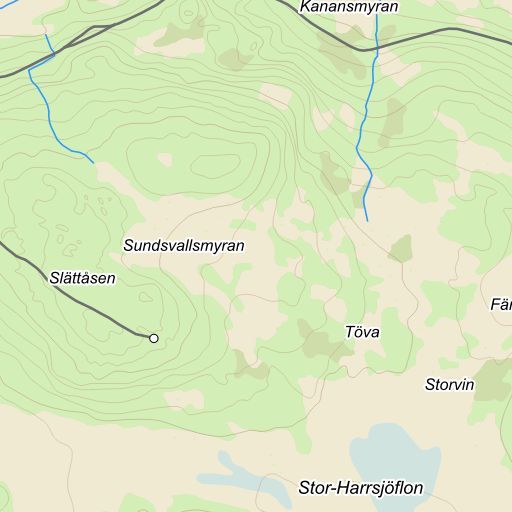 Kanansmyran
Sundsvallsmyran
Slättåsen
Töva
Storvin
Stor-Harrsjöflon